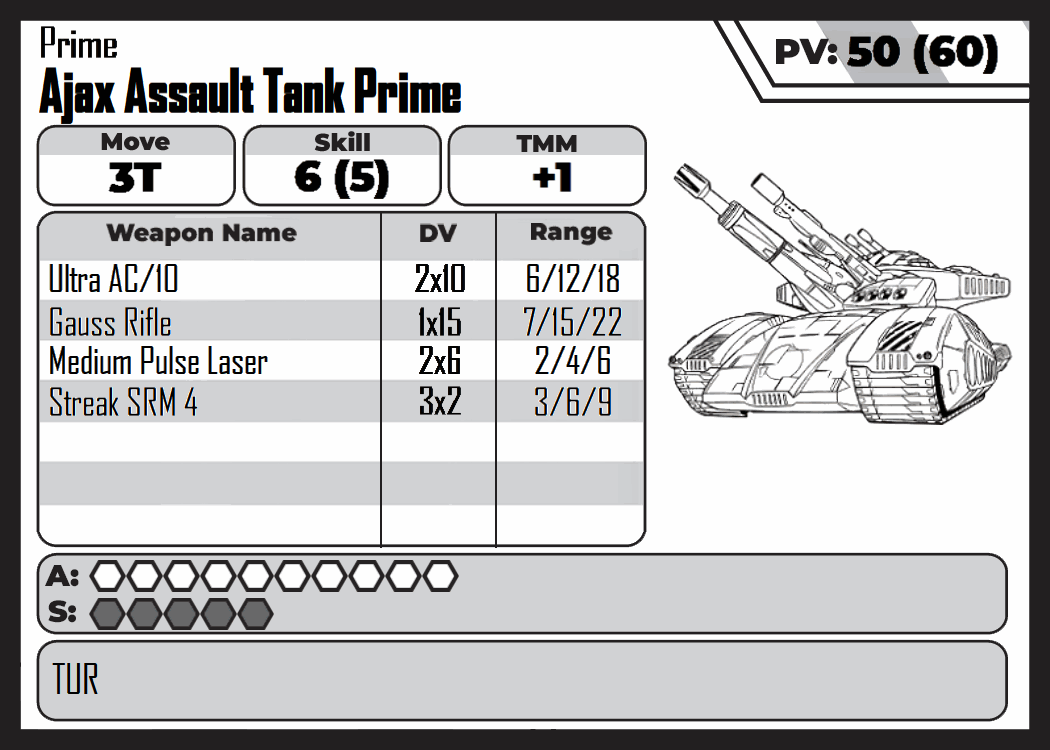 Prime
Ajax Assault Tank Prime
PV: 50 (60)
Move Skill TMM
3T 6 (5) +1
Weapon Name DV Range
Ultra AC/10 2x10 6/12/18
Gauss Rifle 1x15 7/15/22
Medium Pulse Laser 2x6 2/4/6
Streak SRM 4 3x2 3/6/9
A:
S:
TUR